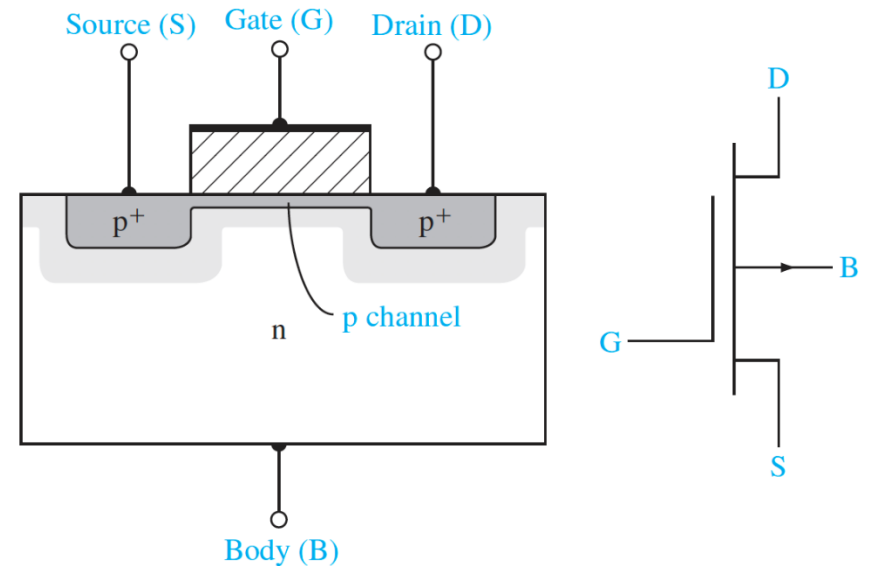 Source (S)
Gate (G)
Drain (D)
p+
p+
p channel
n
Body (B)
D
B
G
S